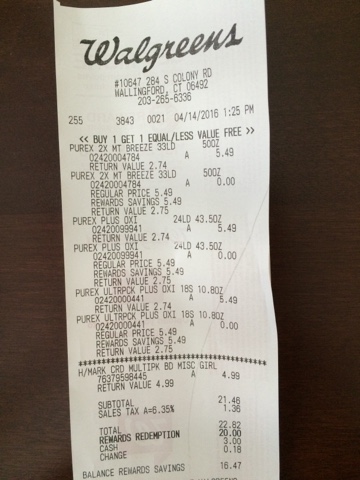 Walgreens
#10647 284 S COLONY RD
WALLINGFORD, CT 06492
203-265-6336
255 3843 0021 04/14/2016 1:25 PM
<< BUY 1 GET 1 EQUAL/LESS VALUE FREE >>
PUREX 2X MT BREEZE 33LD 50OZ
02420004784 A 5.49
RETURN VALUE 2.74
PUREX 2X MT BREEZE 33LD 50OZ
02420004784 A 0.00
REGULAR PRICE 5.49
REWARDS SAVINGS 5.49
RETURN VALUE 2.75
PUREX PLUS OXI 24LD 43.5OZ
02420099941 A 5.49
RETURN VALUE 2.74
PUREX PLUS OXI 24LD 43.5OZ
02420099941 A 0.00
REGULAR PRICE 5.49
REWARDS SAVINGS 5.49
RETURN VALUE 2.75
PUREX ULTRPCK PLUS OXI 18S 10.8OZ
02420000441 A 5.49
RETURN VALUE 2.74
PUREX ULTRPCK PLUS OXI 18S 10.8OZ
02420000441 A 0.00
REGULAR PRICE 5.49
REWARDS SAVINGS 5.49
RETURN VALUE 2.75
H/MARK CRD MULTIPK BD MISC GIRL
76379598445 A 4.99
RETURN VALUE 4.99
SUBTOTAL 21.46
SALES TAX A=6.35% 1.36
TOTAL 22.82
REWARDS REDEMPTION 20.00
CASH 3.00
CHANGE 0.18
BALANCE REWARDS SAVINGS 16.47